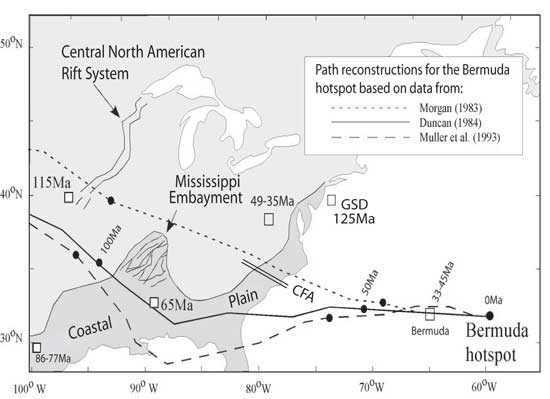 50°N
40°N
30°N
Central North American
Rift System
Path reconstructions for the Bermuda
hotspot based on data from:
Morgan (1983)
Duncan (1984)
Muller et al. (1993)
115Ma
Mississippi
Embayment
49-35Ma
GSD
125Ma
100Ma
65Ma
Plain
CFA
50Ma
33-45Ma
0Ma
Coastal
Bermuda
Bermuda
hotspot
86-77Ma
100° W
90° W
80°W
70°W
60°W